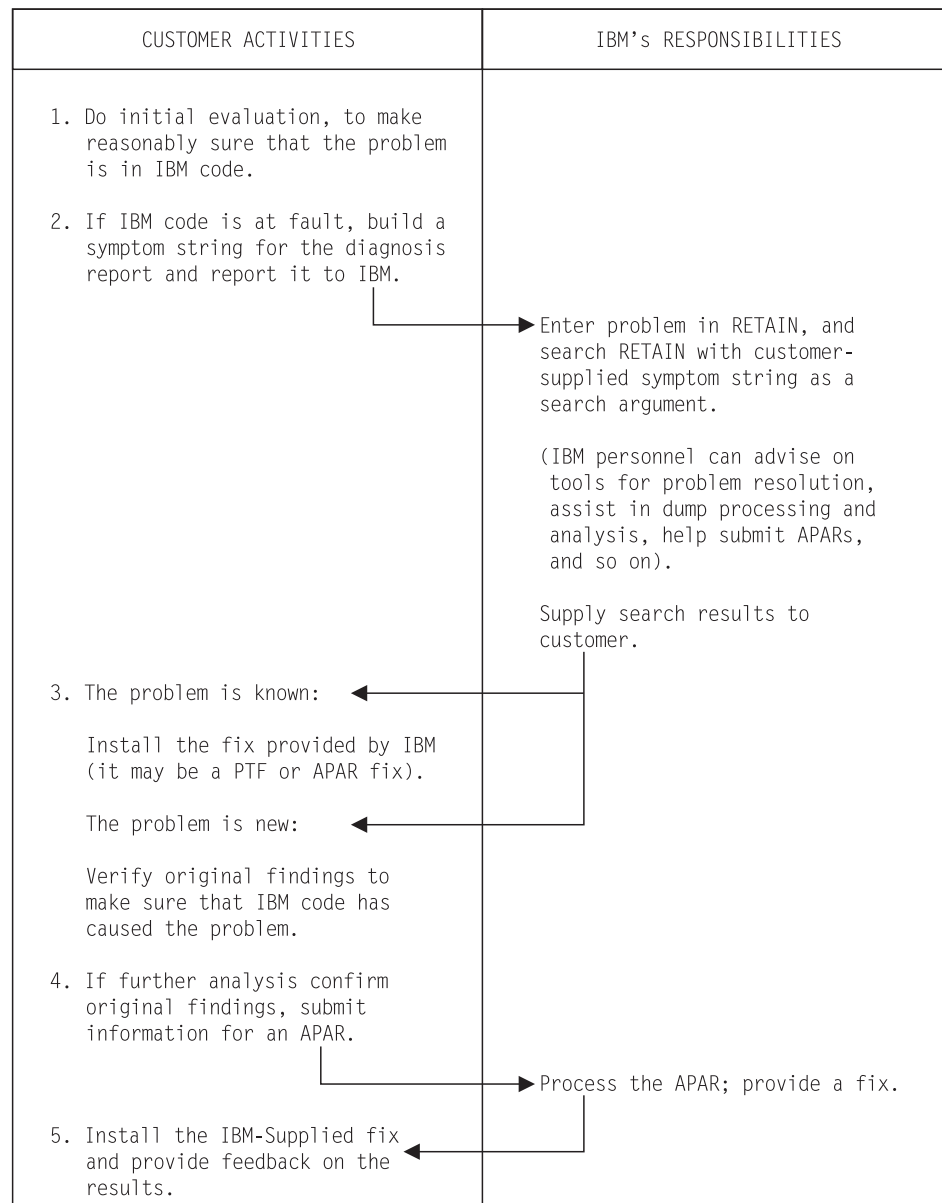 CUSTOMER ACTIVITIES
IBM's RESPONSIBILITIES
1. Do initial evaluation, to make
reasonably sure that the problem
is in IBM code.
2. If IBM code is at fault, build a
symptom string for the diagnosis
report and report it to IBM.
Enter problem in RETAIN, and
search RETAIN with customer-
supplied symptom string as a
search argument.
(IBM personnel can advise on
tools for problem resolution,
assist in dump processing and
analysis, help submit APARs,
and so on).
Supply search results to
customer.
3. The problem is known:
Install the fix provided by IBM
(it may be a PTF or APAR fix).
The problem is new:
Verify original findings to
make sure that IBM code has
caused the problem.
4. If further analysis confirm
original findings, submit
information for an APAR.
Process the APAR; provide a fix.
5. Install the IBM-Supplied fix
and provide feedback on the
results.